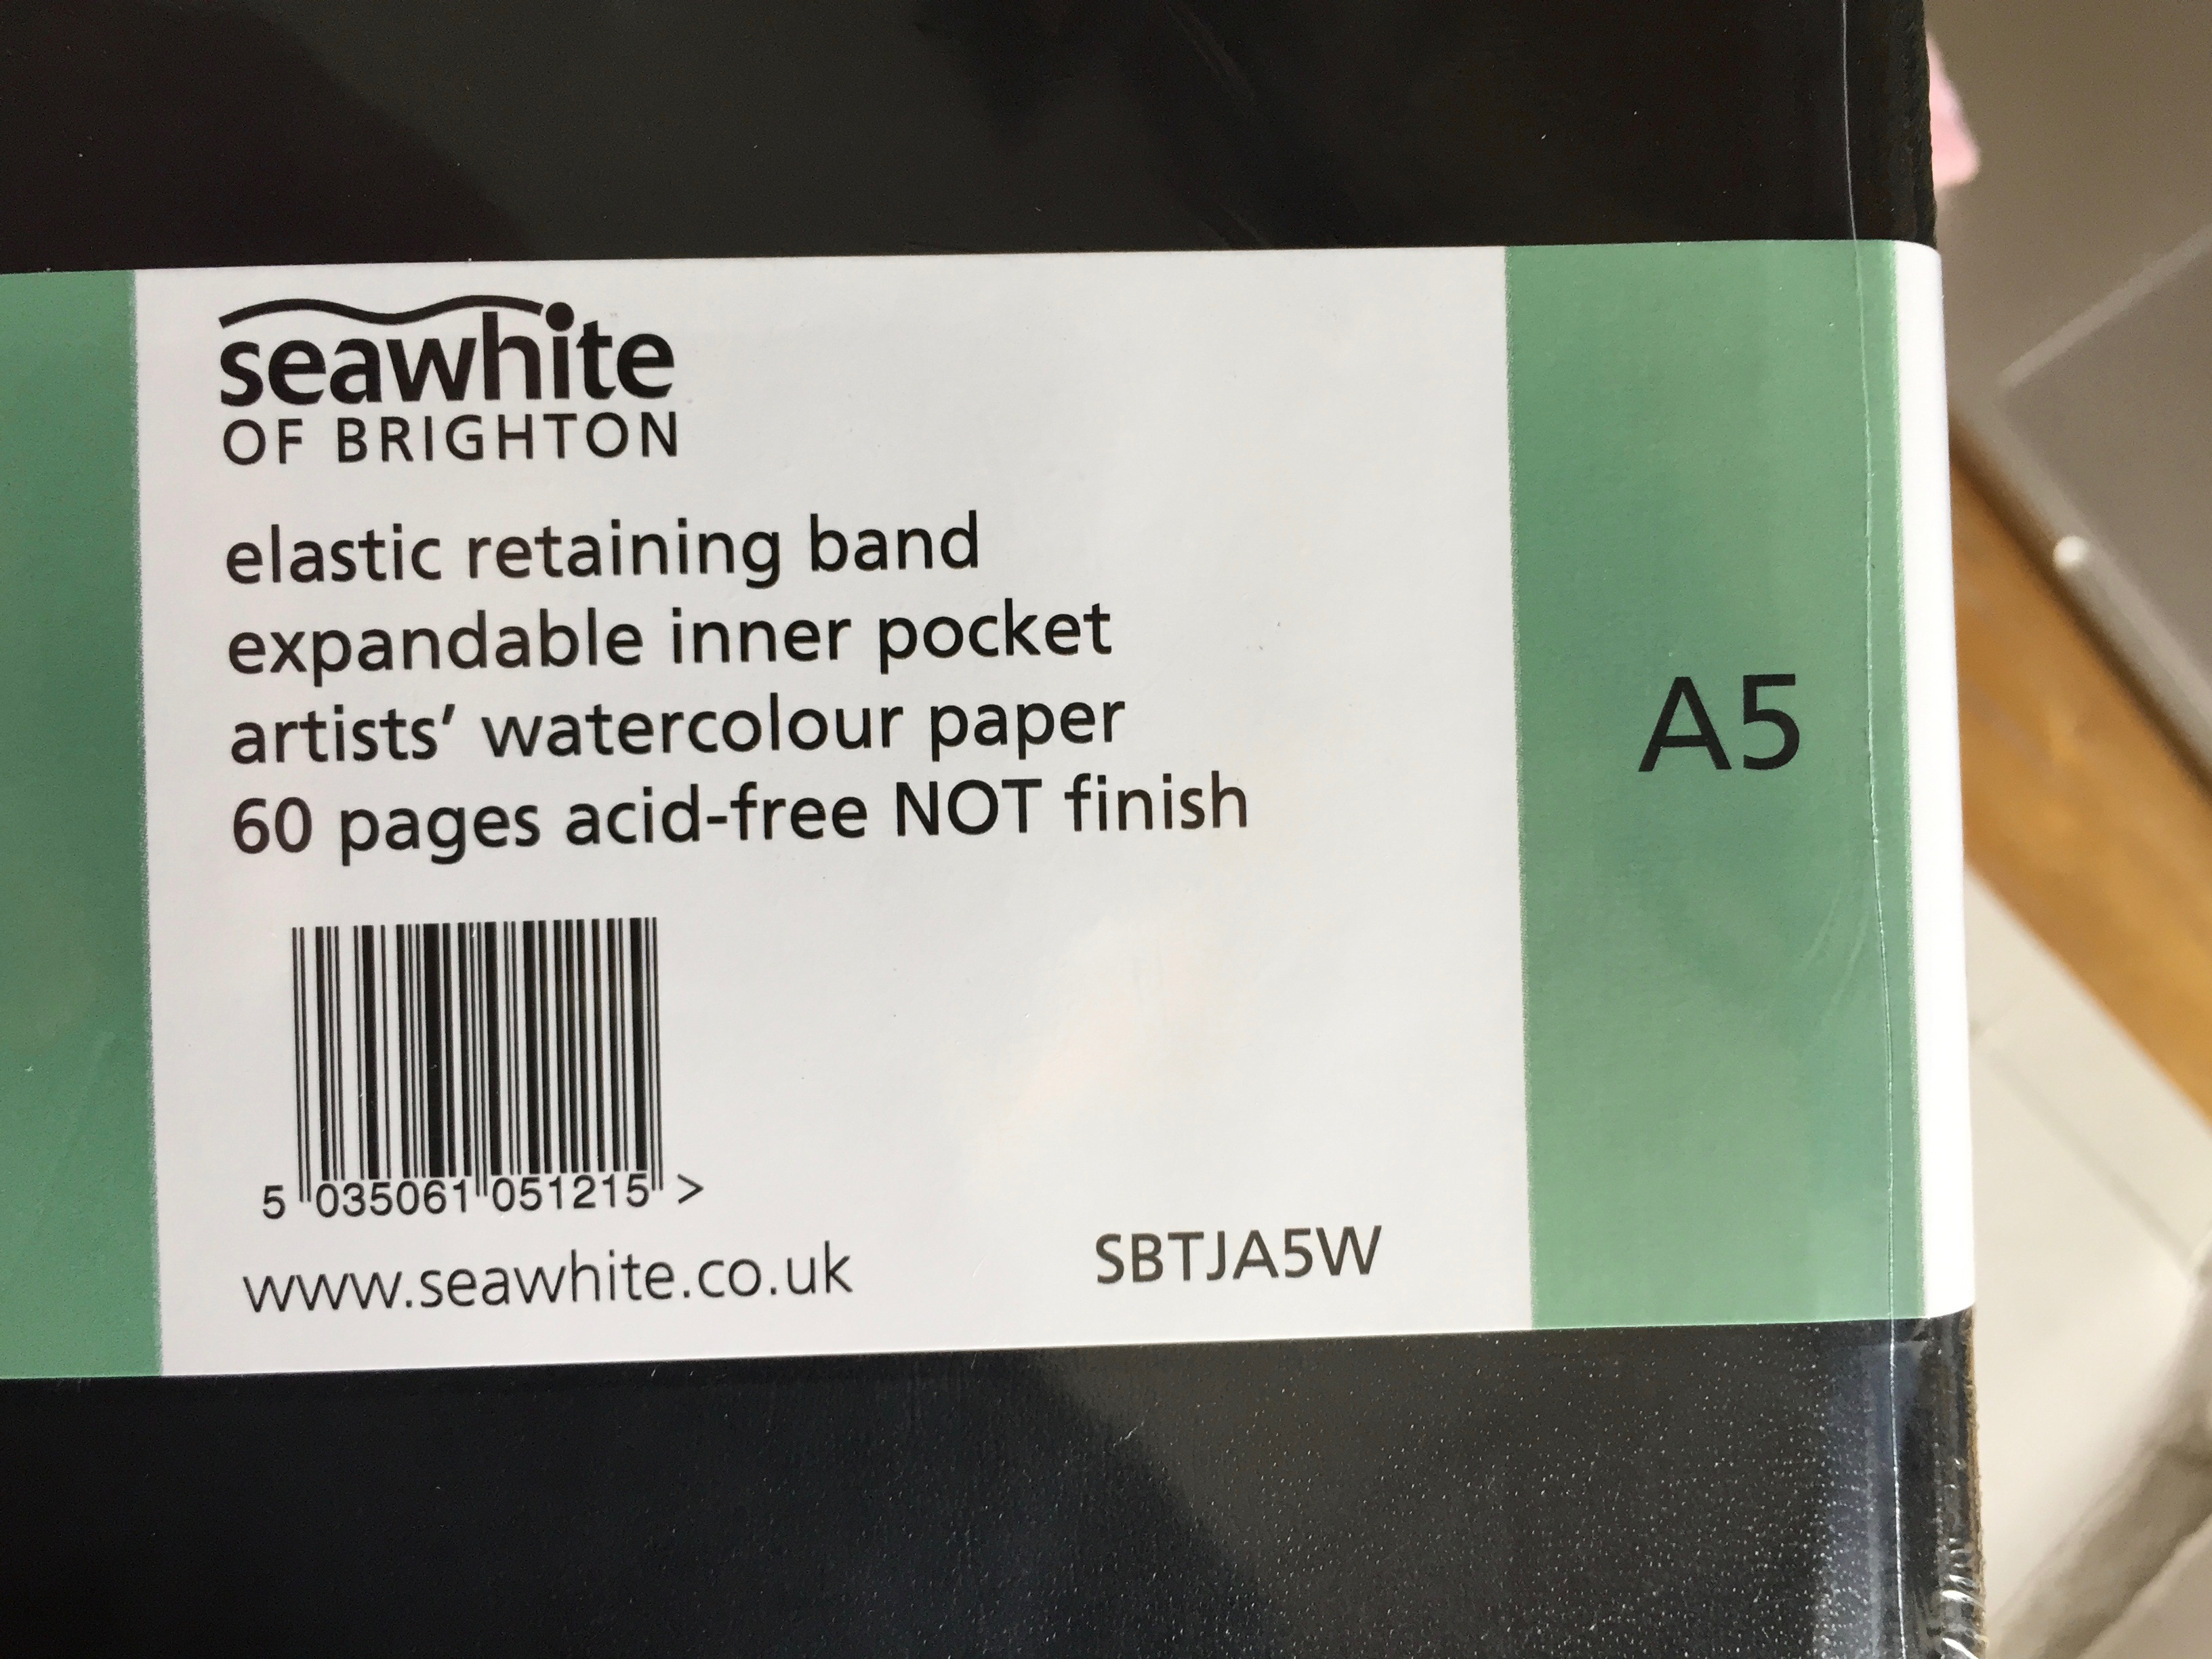 seawhite
OF BRIGHTON
elastic retaining band
expandable inner pocket
artists’ watercolour paper
60 pages acid-free NOT finish
A5
5 035061 051215 >
www.seawhite.co.uk
SBTJA5W